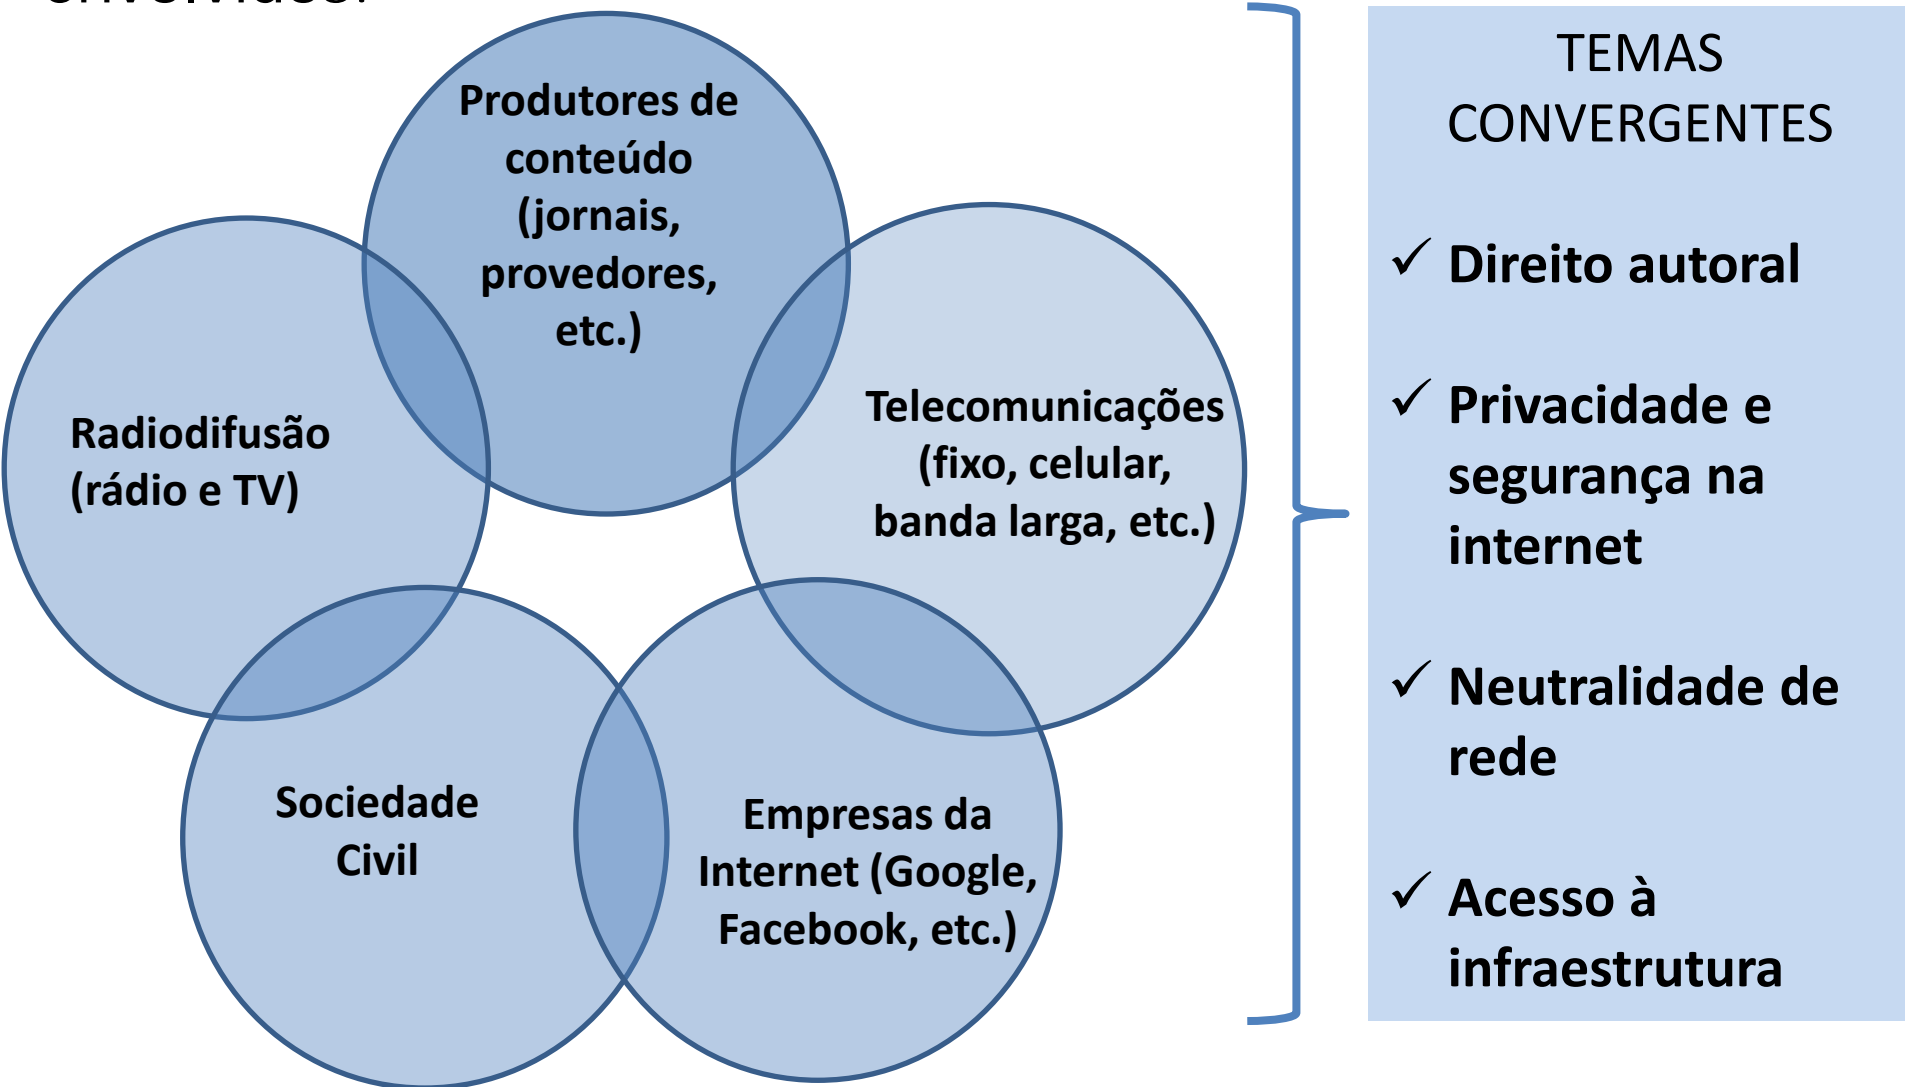 Produtores de
conteúdo
(jornais,
provedores,
etc.)
Radiodifusão
(rádio e TV)
Telecomunicações
(fixo, celular,
banda larga, etc.)
Sociedade
Civil
Empresas da
Internet (Google,
Facebook, etc.)
TEMAS
CONVERGENTES
✓ Direito autoral
✓ Privacidade e
segurança na
internet
✓ Neutralidade de
rede
✓ Acesso à
infraestrutura